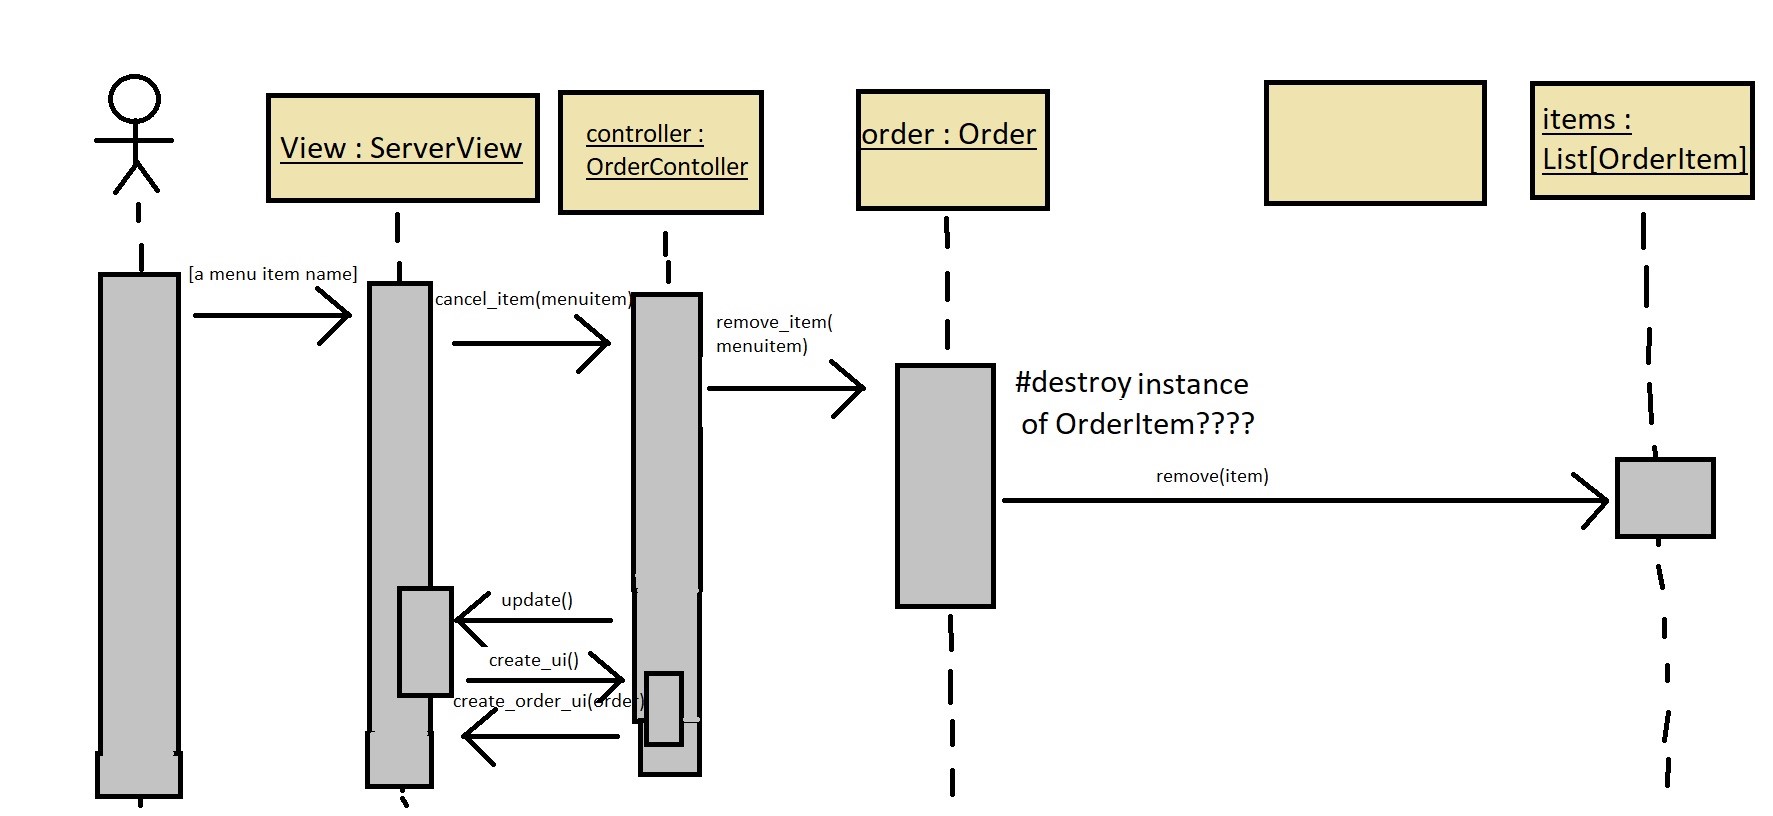 View : ServerView
controller :
OrderContoller
order : Order
items :
List[OrderItem]
[a menu item name]
cancel_item(menuitem)
remove_item(
menuitem)
#destroy instance
of OrderItem????
remove(item)
update()
create_ui()
create_order_ui(order)